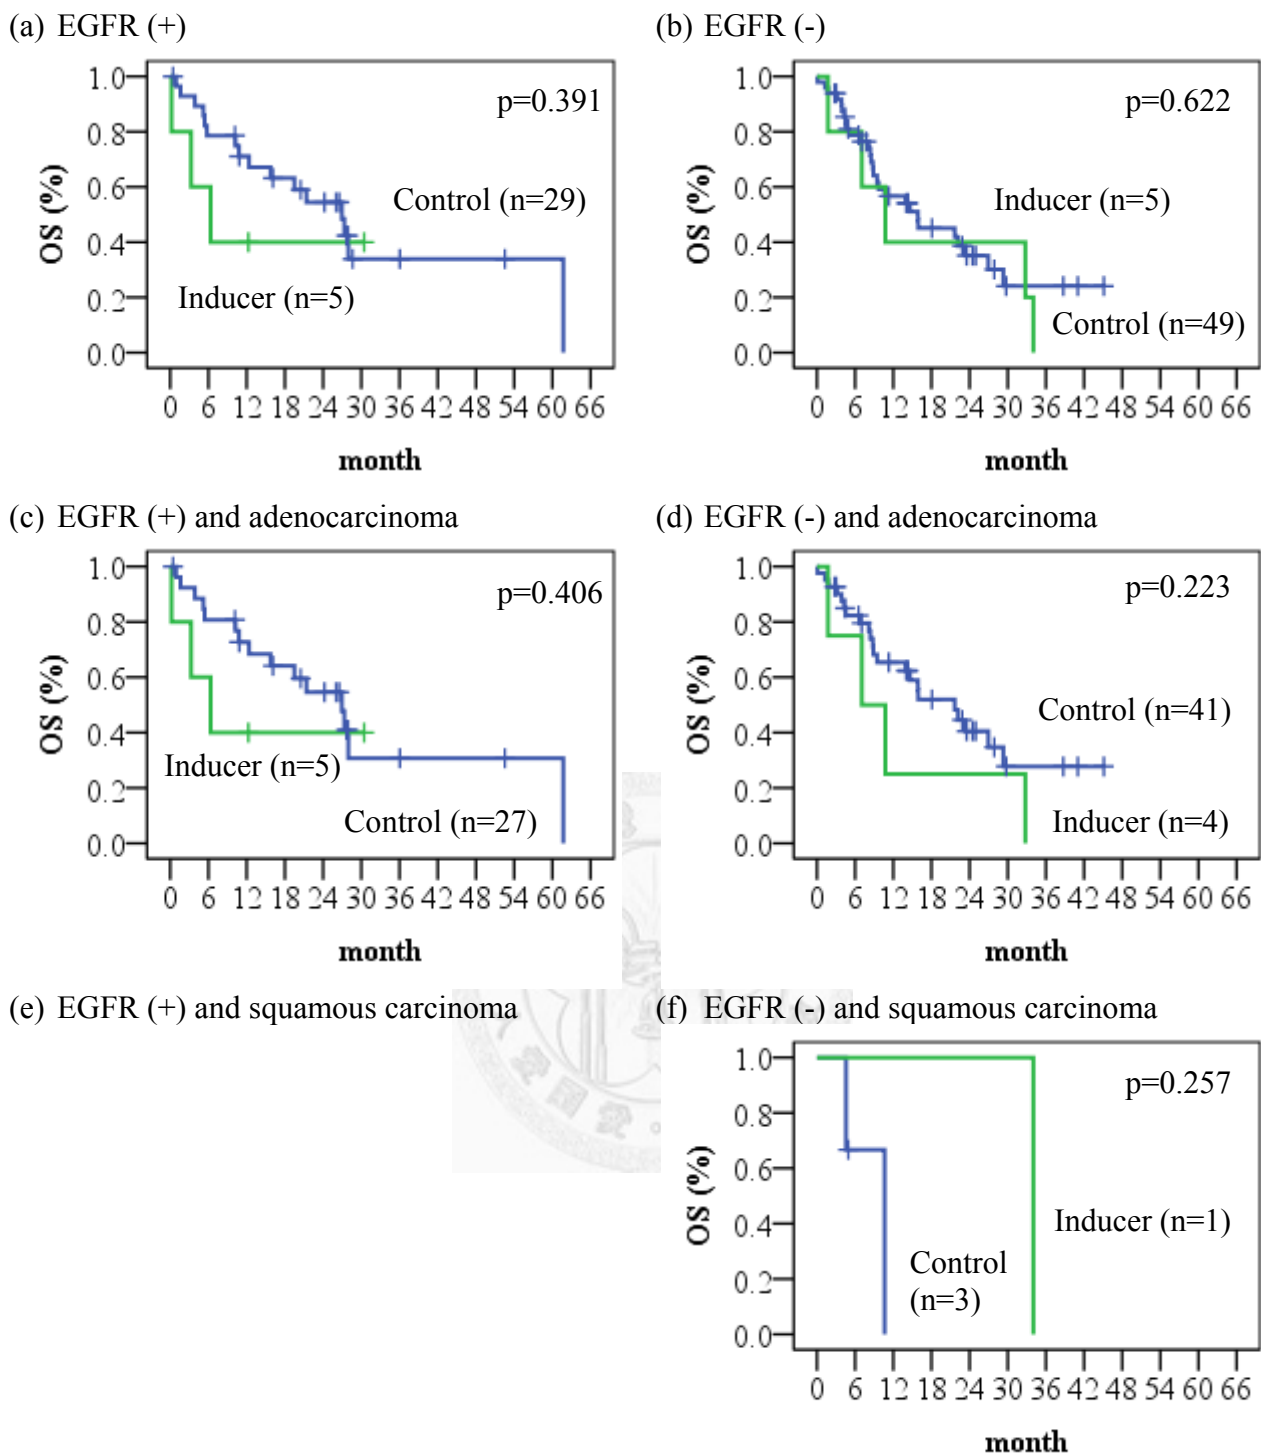 (a) EGFR (+)
(b) EGFR (-)
1.0
0.8
0.6
0.4
0.2
0.0
OS (%)
p=0.391
Control (n=29)
Inducer (n=5)
0 6 12 18 24 30 36 42 48 54 60 66
month
1.0
0.8
0.6
0.4
0.2
0.0
OS (%)
p=0.622
Inducer (n=5)
Control (n=49)
0 6 12 18 24 30 36 42 48 54 60 66
month
(c) EGFR (+) and adenocarcinoma
(d) EGFR (-) and adenocarcinoma
1.0
0.8
0.6
0.4
0.2
0.0
OS (%)
p=0.406
Inducer (n=5)
Control (n=27)
0 6 12 18 24 30 36 42 48 54 60 66
month
1.0
0.8
0.6
0.4
0.2
0.0
OS (%)
p=0.223
Control (n=41)
Inducer (n=4)
0 6 12 18 24 30 36 42 48 54 60 66
month
(e) EGFR (+) and squamous carcinoma
(f) EGFR (-) and squamous carcinoma
1.0
0.8
0.6
0.4
0.2
0.0
OS (%)
p=0.257
Inducer (n=1)
Control
(n=3)
0 6 12 18 24 30 36 42 48 54 60 66
month
愛國愛